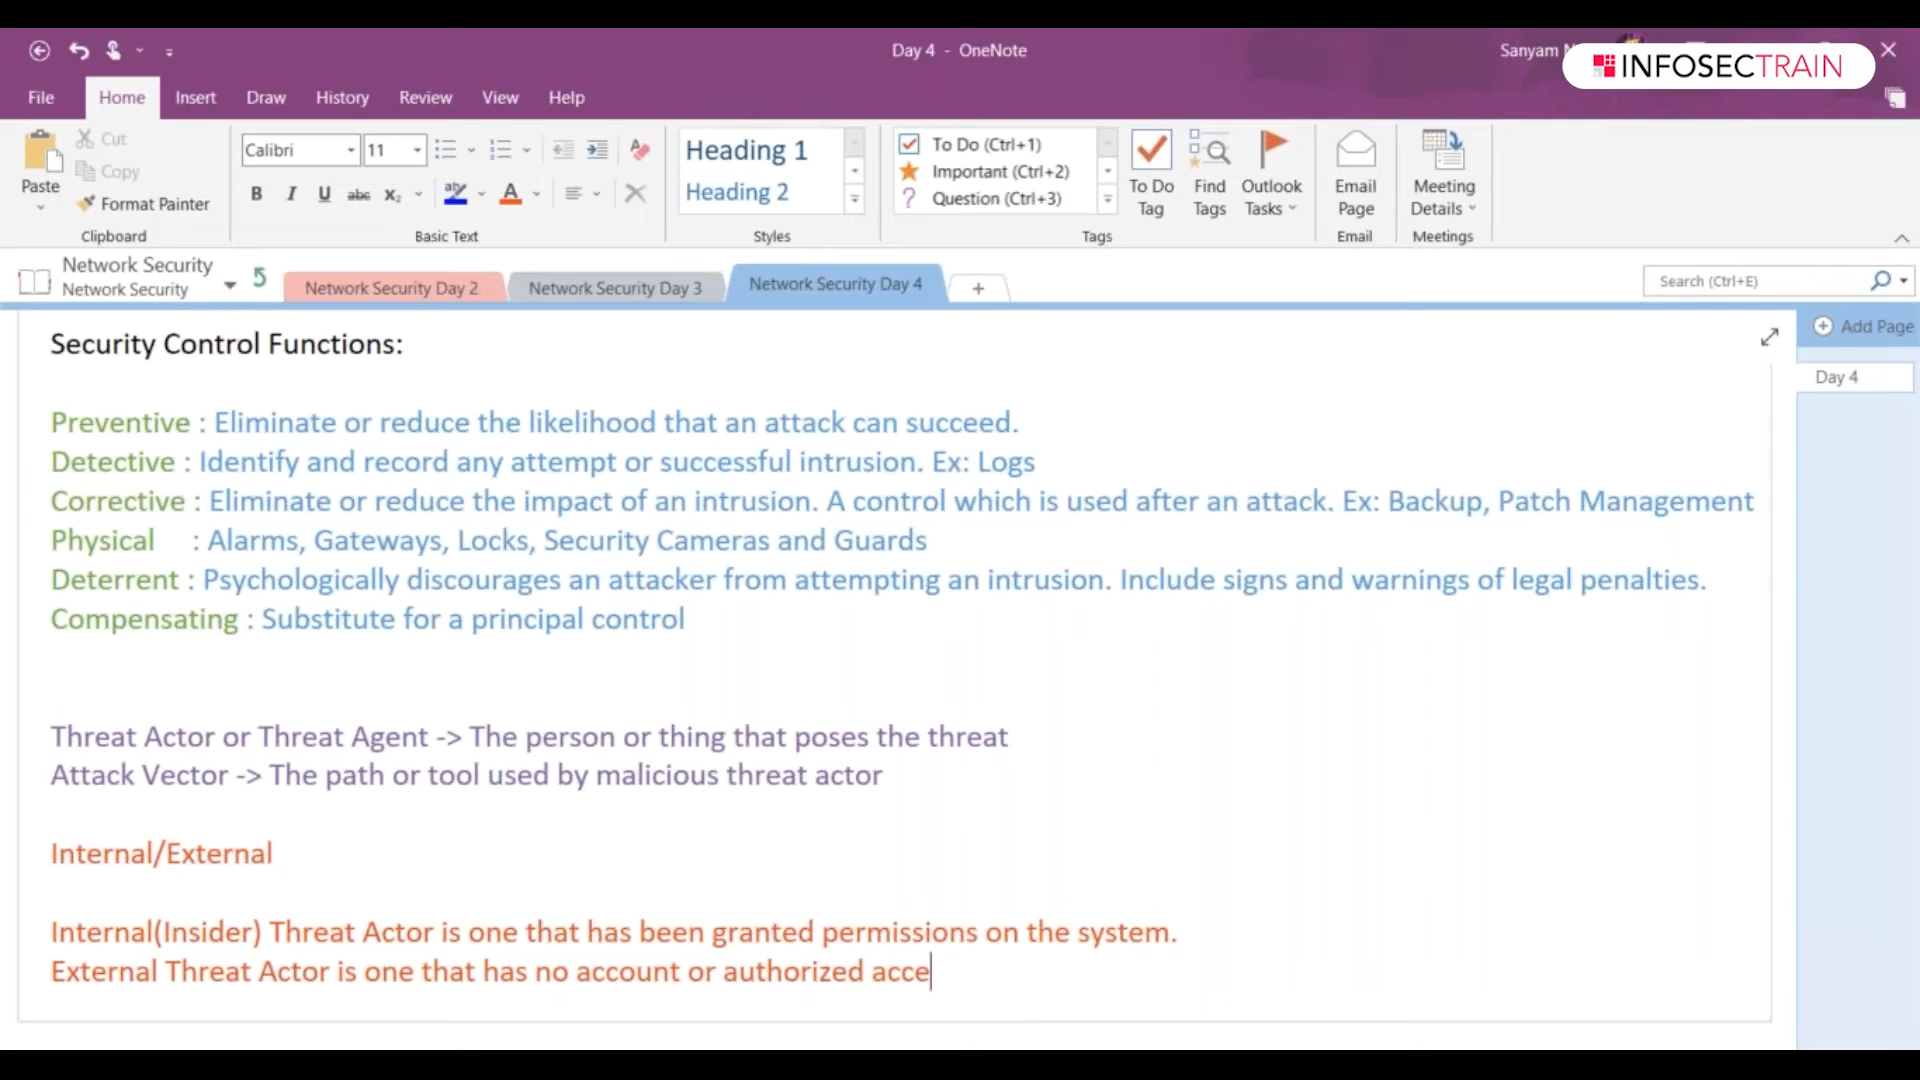 Day 4 - OneNote
Sanyam
INFOSECTRAIN
File Home Insert Draw History Review View Help
Paste
Cut
Copy
Format Painter
Clipboard
Calibri 11
B I U abc X₂ aby A
Basic Text
Heading 1
Heading 2
Styles
To Do (Ctrl+1)
Important (Ctrl+2)
Question (Ctrl+3)
To Do Tag
Find Tags
Outlook Tasks
Tags
Email Page
Email
Meeting Details
Meetings
Network Security
Network Security
Network Security Day 2
Network Security Day 3
Network Security Day 4
+
Search (Ctrl+E)
Add Page
Day 4
Security Control Functions:
Preventive : Eliminate or reduce the likelihood that an attack can succeed.
Detective : Identify and record any attempt or successful intrusion. Ex: Logs
Corrective : Eliminate or reduce the impact of an intrusion. A control which is used after an attack. Ex: Backup, Patch Management
Physical : Alarms, Gateways, Locks, Security Cameras and Guards
Deterrent : Psychologically discourages an attacker from attempting an intrusion. Include signs and warnings of legal penalties.
Compensating : Substitute for a principal control
Threat Actor or Threat Agent -> The person or thing that poses the threat
Attack Vector -> The path or tool used by malicious threat actor
Internal/External
Internal(Insider) Threat Actor is one that has been granted permissions on the system.
External Threat Actor is one that has no account or authorized acce